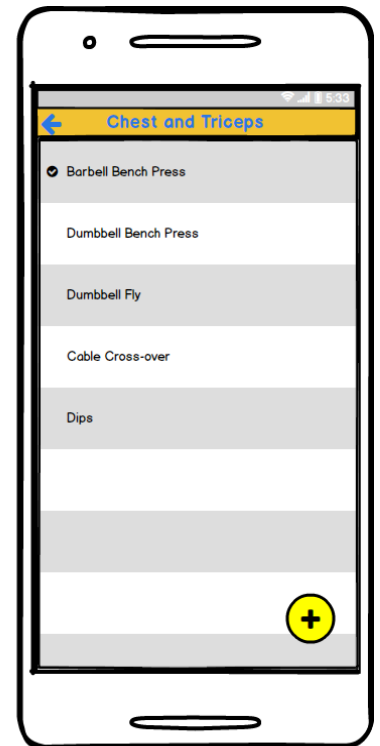 5:33
Chest and Triceps
Barbell Bench Press
Dumbbell Bench Press
Dumbbell Fly
Cable Cross-over
Dips